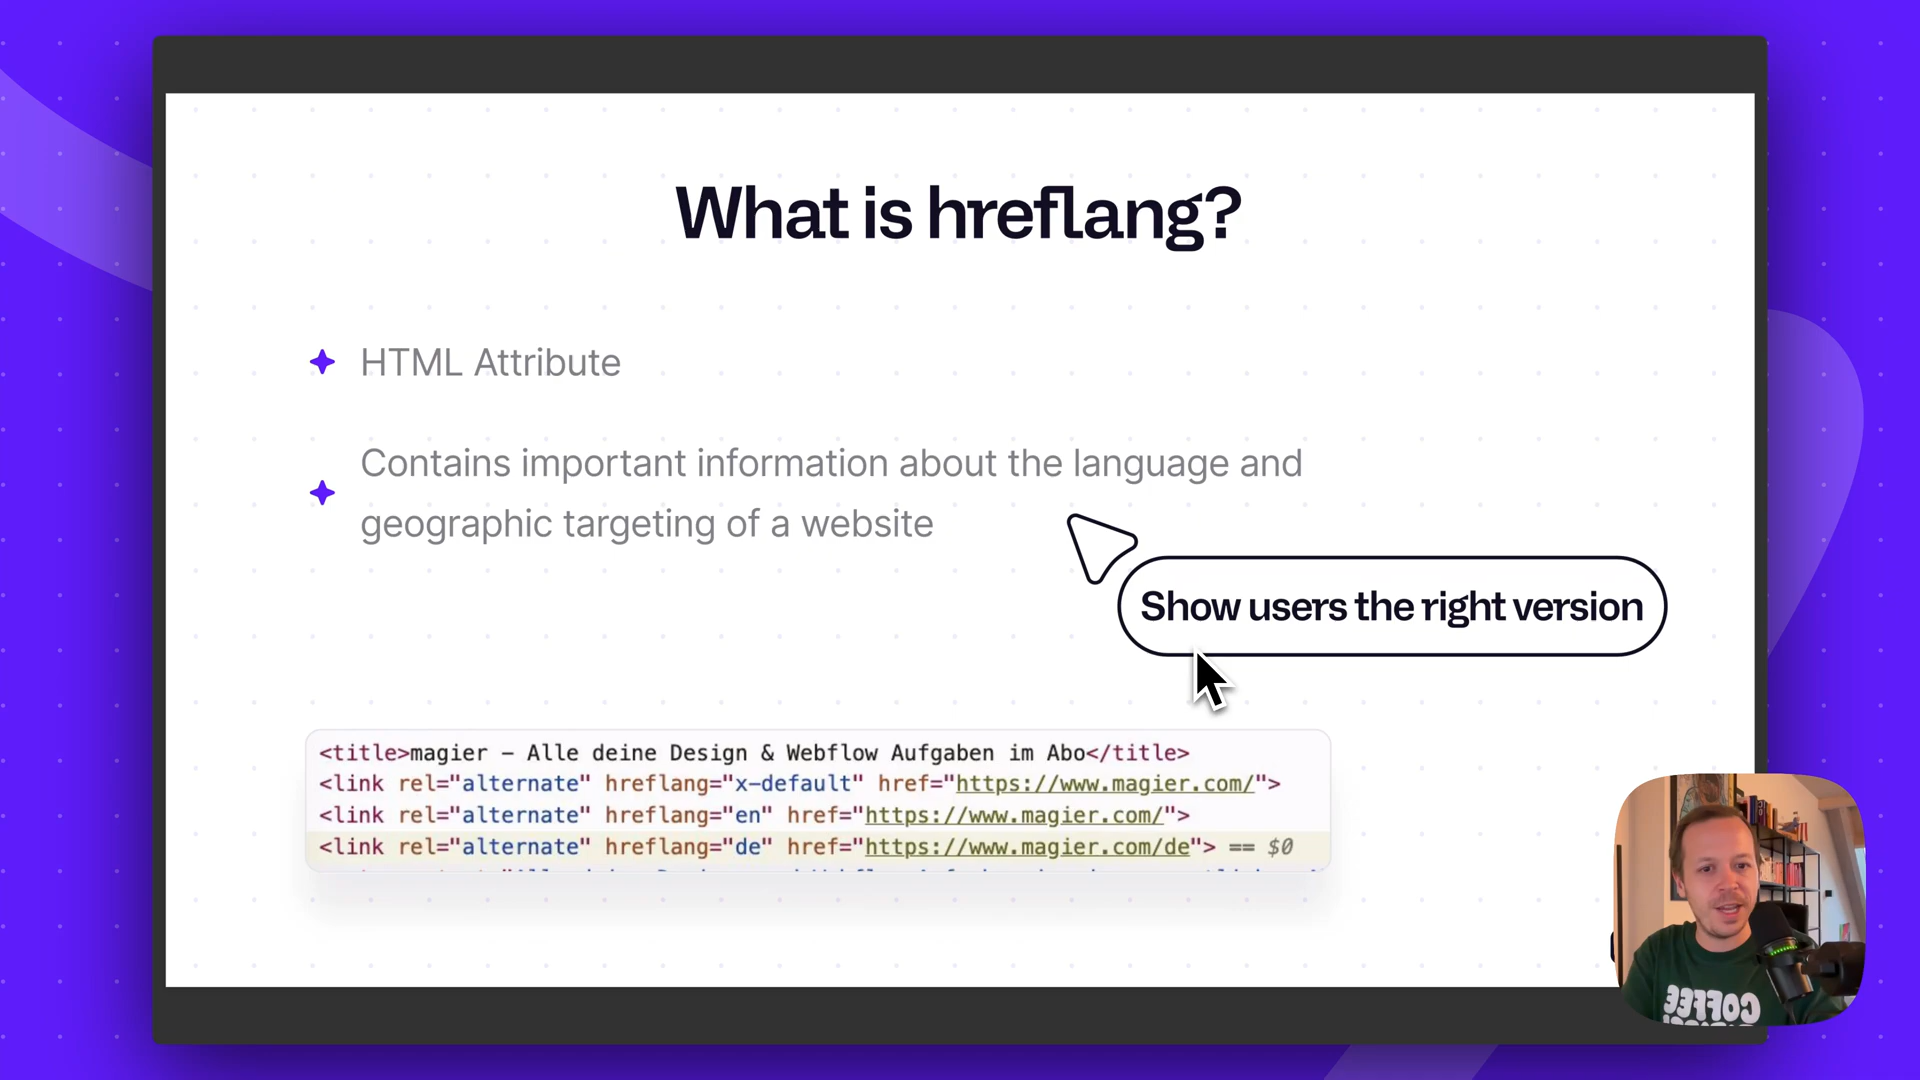 What is hreflang?
HTML Attribute
Contains important information about the language and
geographic targeting of a website
Show users the right version
<title>magier – Alle deine Design & Webflow Aufgaben im Abo</title>
<link rel="alternate" hreflang="x-default" href="https://www.magier.com/">
<link rel="alternate" hreflang="en" href="https://www.magier.com/">
<link rel="alternate" hreflang="de" href="https://www.magier.com/de"> == $0
COFFEE